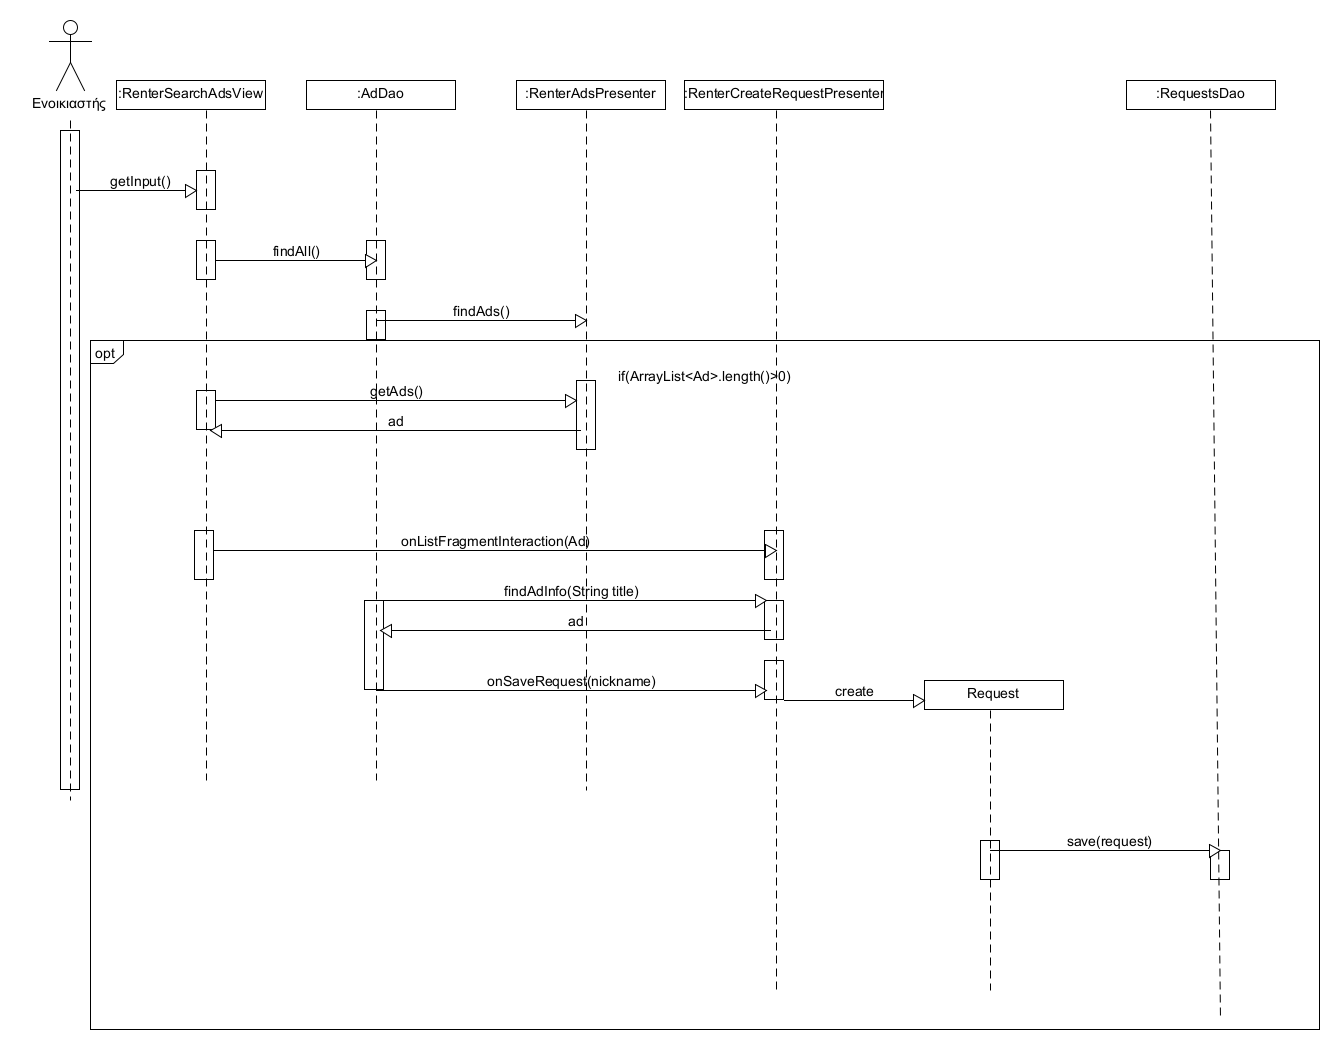 Ενοικιαστής
:RenterSearchAdsView
:AdDao
:RenterAdsPresenter
:RenterCreateRequestPresenter
:RequestsDao
getInput()
findAll()
findAds()
opt
if(ArrayList<Ad>.length()>0)
getAds()
ad
onListFragmentInteraction(Ad)
findAdInfo(String title)
ad
onSaveRequest(nickname)
create
Request
save(request)